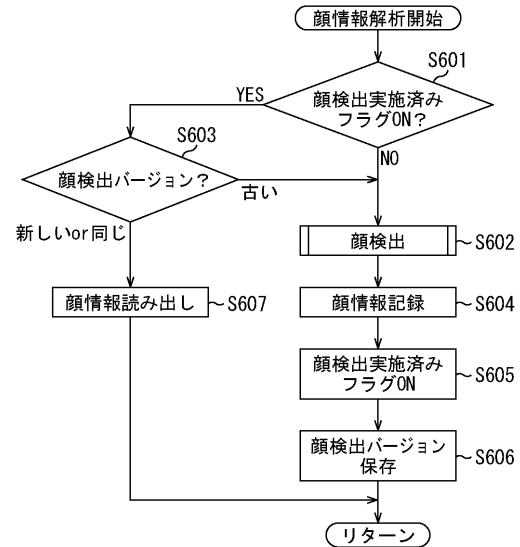 顔情報解析開始
S601
顔検出実施済み
フラグON？
YES
NO
S603
顔検出バージョン？
古い
新しいor同じ
顔検出
S602
顔情報読み出し
S607
顔情報記録
S604
顔検出実施済み
フラグON
S605
顔検出バージョン
保存
S606
リターン